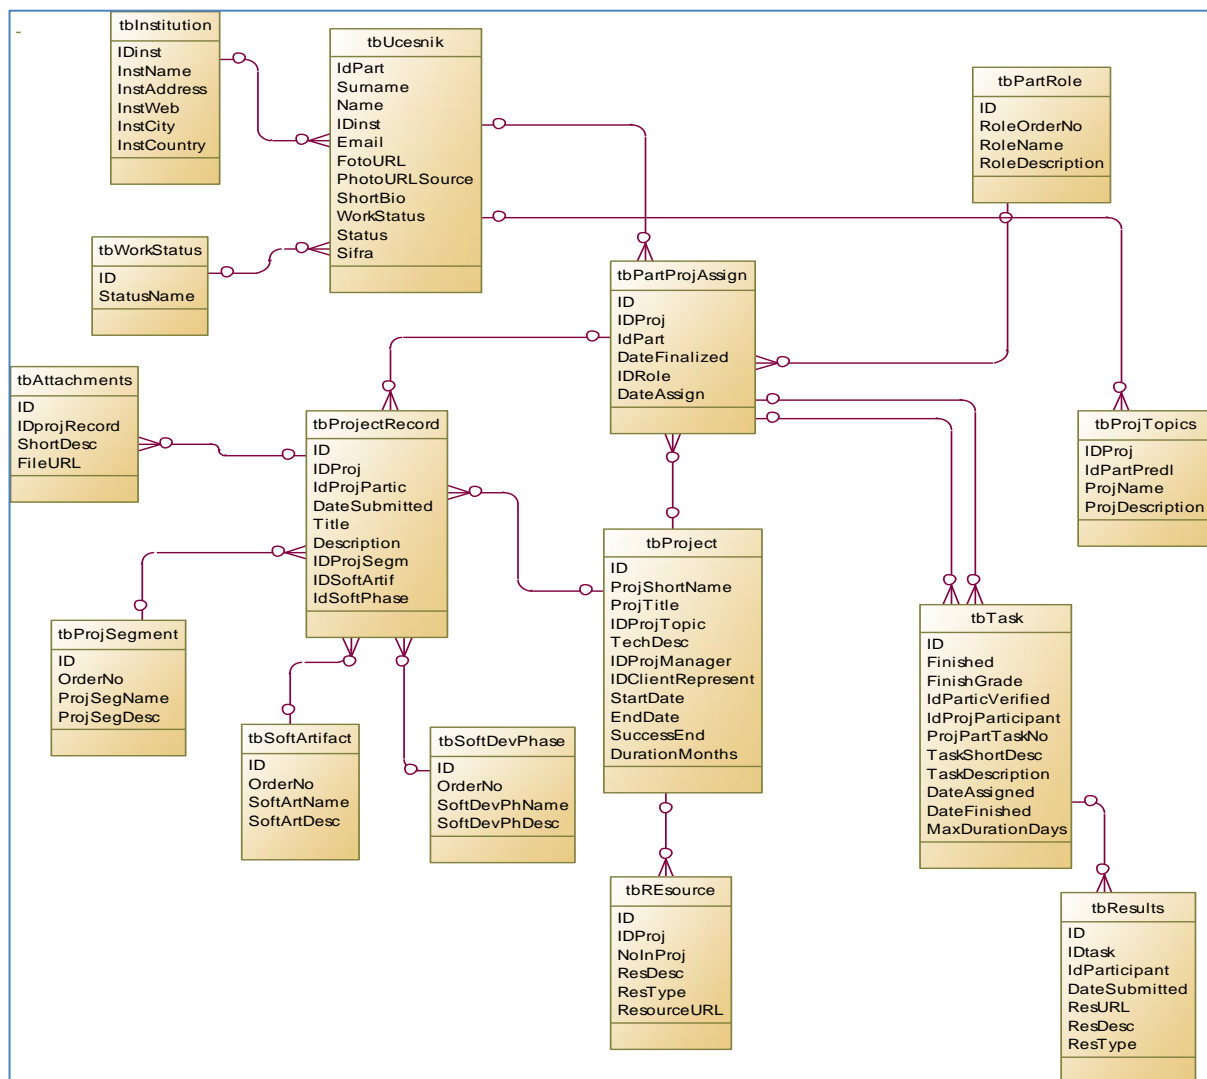 tbInstitution
IDinst
InstName
InstAddress
InstWeb
InstCity
InstCountry
tbUcesnik
IdPart
Surname
Name
IDinst
Email
FotoURL
PhotoURLSource
ShortBio
WorkStatus
Status
Sifra
tbPartRole
ID
RoleOrderNo
RoleName
RoleDescription
tbWorkStatus
ID
StatusName
tbPartProjAssign
ID
IDProj
IdPart
DateFinalized
IDRole
DateAssign
tbAttachments
ID
IDprojRecord
ShortDesc
FileURL
tbProjectRecord
ID
IDProj
IdProjPartic
DateSubmitted
Title
Description
IDProjSegm
IDSoftArtif
IdSoftPhase
tbProjTopics
IDProj
IdPartPredl
ProjName
ProjDescription
tbProject
ID
ProjShortName
ProjTitle
IDProjTopic
TechDesc
IDProjManager
IDClientRepresent
StartDate
EndDate
SuccessEnd
DurationMonths
tbTask
ID
Finished
FinishGrade
IdParticVerified
IdProjParticipant
ProjPartTaskNo
TaskShortDesc
TaskDescription
DateAssigned
DateFinished
MaxDurationDays
tbProjSegment
ID
OrderNo
ProjSegName
ProjSegDesc
tbSoftArtifact
ID
OrderNo
SoftArtName
SoftArtDesc
tbSoftDevPhase
ID
OrderNo
SoftDevPhName
SoftDevPhDesc
tbREsource
ID
IDProj
NoInProj
ResDesc
ResType
ResourceURL
tbResults
ID
IDtask
IdParticipant
DateSubmitted
ResURL
ResDesc
ResType